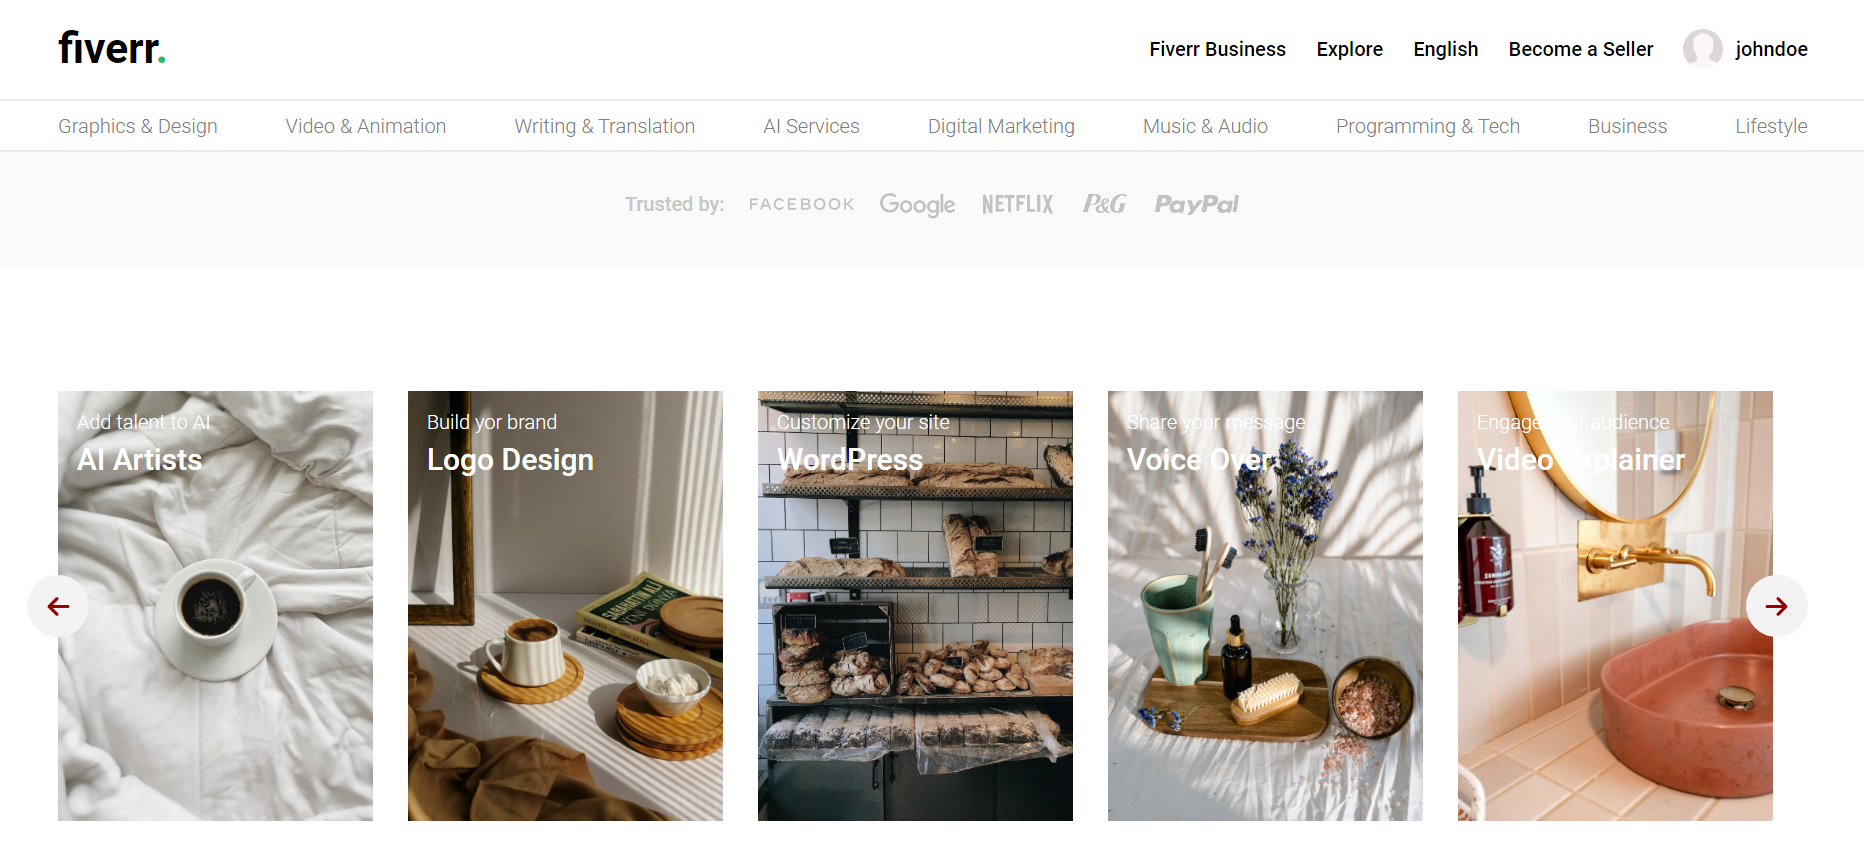 fiverr.
Fiverr Business Explore English Become a Seller johndoe
Graphics & Design Video & Animation Writing & Translation AI Services Digital Marketing Music & Audio Programming & Tech Business Lifestyle
Trusted by: FACEBOOK Google NETFLIX P&G PayPal
Add talent to AI
AI Artists
Build yor brand
Logo Design
Customize your site
WordPress
Share your message
Voice Over
Engage your audience
Video Explainer